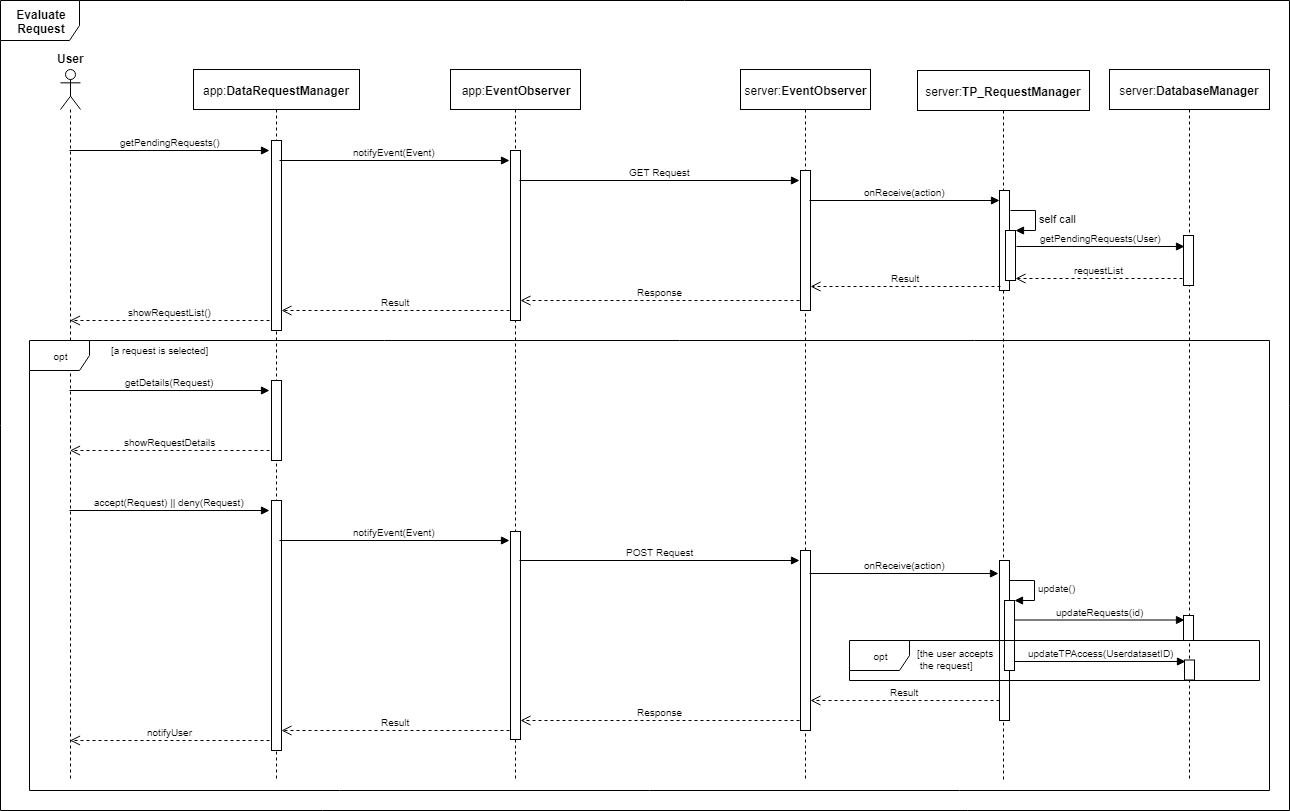 Evaluate
Request
User
app:DataRequestManager
app:EventObserver
server:EventObserver
server:TP_RequestManager
server:DatabaseManager
getPendingRequests()
notifyEvent(Event)
GET Request
onReceive(action)
self call
getPendingRequests(User)
requestList
Result
Response
Result
showRequestList()
opt
[a request is selected]
getDetails(Request)
showRequestDetails
accept(Request) || deny(Request)
notifyEvent(Event)
POST Request
onReceive(action)
update()
updateRequests(id)
opt
[the user accepts
the request]
updateTPAccess(UserdatasetID)
Result
Response
Result
notifyUser